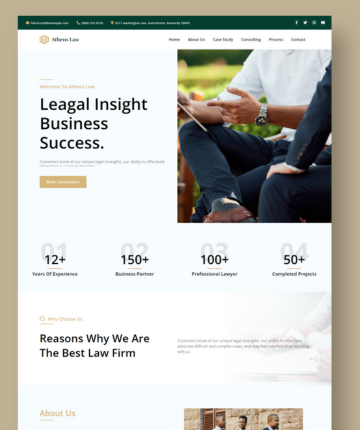 felicia.reid@example.com (406) 555-0120 4517 washington ave. manchester, kentucky 39495
Athens Law
Home About Us Case Study Consulting Process Contact
Welcome To Athens Law
Leagal Insight
Business
Success.
Customers know of our unique legal strengths, our ability to effectively
Book Consultation
01 02 03 04
12+ 150+ 100+ 50+
Years Of Experience Business Partner Professional Lawyer Completed Projects
Why Choose Us
Reasons Why We Are
The Best Law Firm
Customers know of our unique legal strengths, our ability to effectively
advocate difficult and complex cases, and they feel satisfied when working
with us
About Us